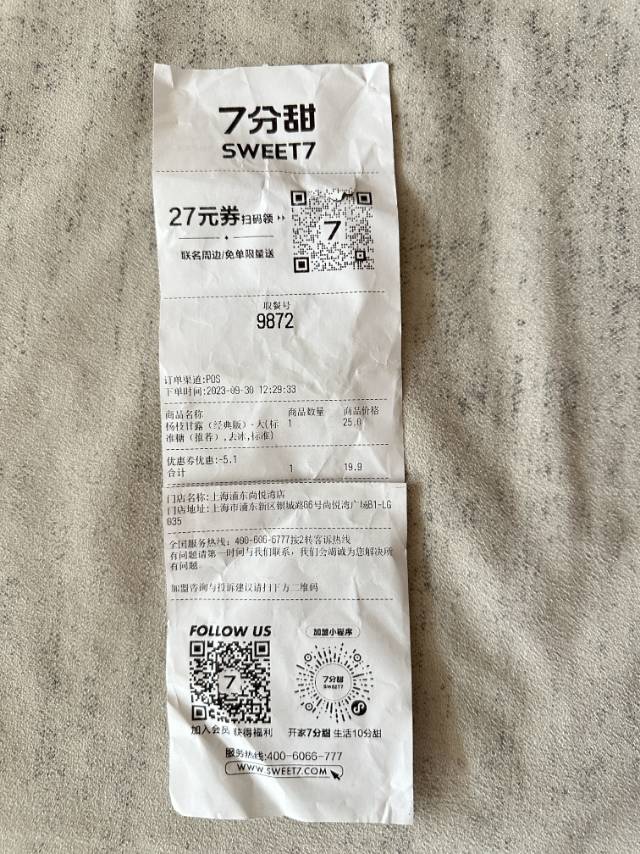 7分甜
SWEET7
27元券扫码领
联名周边/免单限量送
7
取餐号
9872
订单渠道:POS
下单时间:2023-09-30 12:29:33
商品名称 商品数量 商品价格
杨枝甘露（经典版）-大(标 1 25.0
准糖（推荐）,去冰,标准)
优惠券优惠:-5.1
合计 1 19.9
门店名称:上海浦东尚悦湾店
门店地址:上海市浦东新区银城路66号尚悦湾广场B1-LG
035
全国服务热线: 400-606-6777按2转客诉热线
有问题请第一时间与我们联系, 我们会竭诚为您解决所
有问题.
加盟咨询与投诉建议请扫下方二维码
FOLLOW US 加盟小程序
7 7分甜
SWEET7
加入会员 获得福利 开家7分甜 生活10分甜
服务热线:400-6066-777
WWW.SWEET7.COM